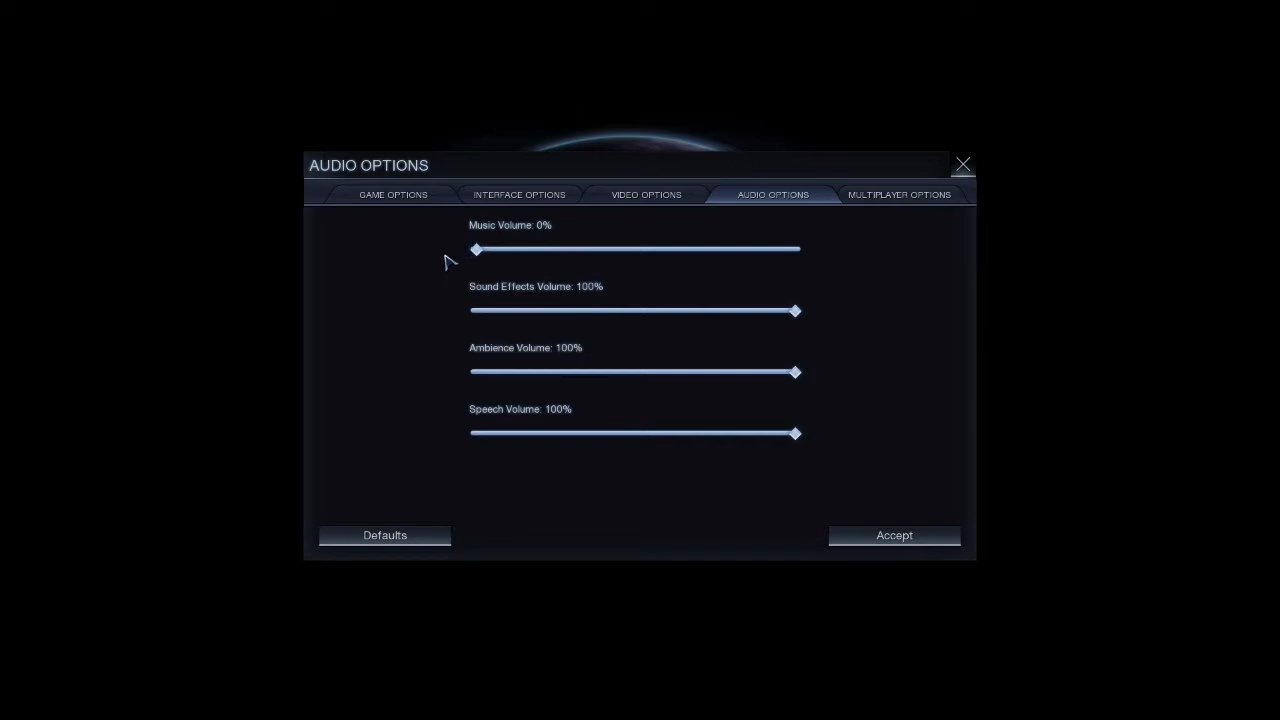 AUDIO OPTIONS
GAME OPTIONS INTERFACE OPTIONS VIDEO OPTIONS AUDIO OPTIONS MULTIPLAYER OPTIONS
Music Volume: 0%
Sound Effects Volume: 100%
Ambience Volume: 100%
Speech Volume: 100%
Defaults Accept